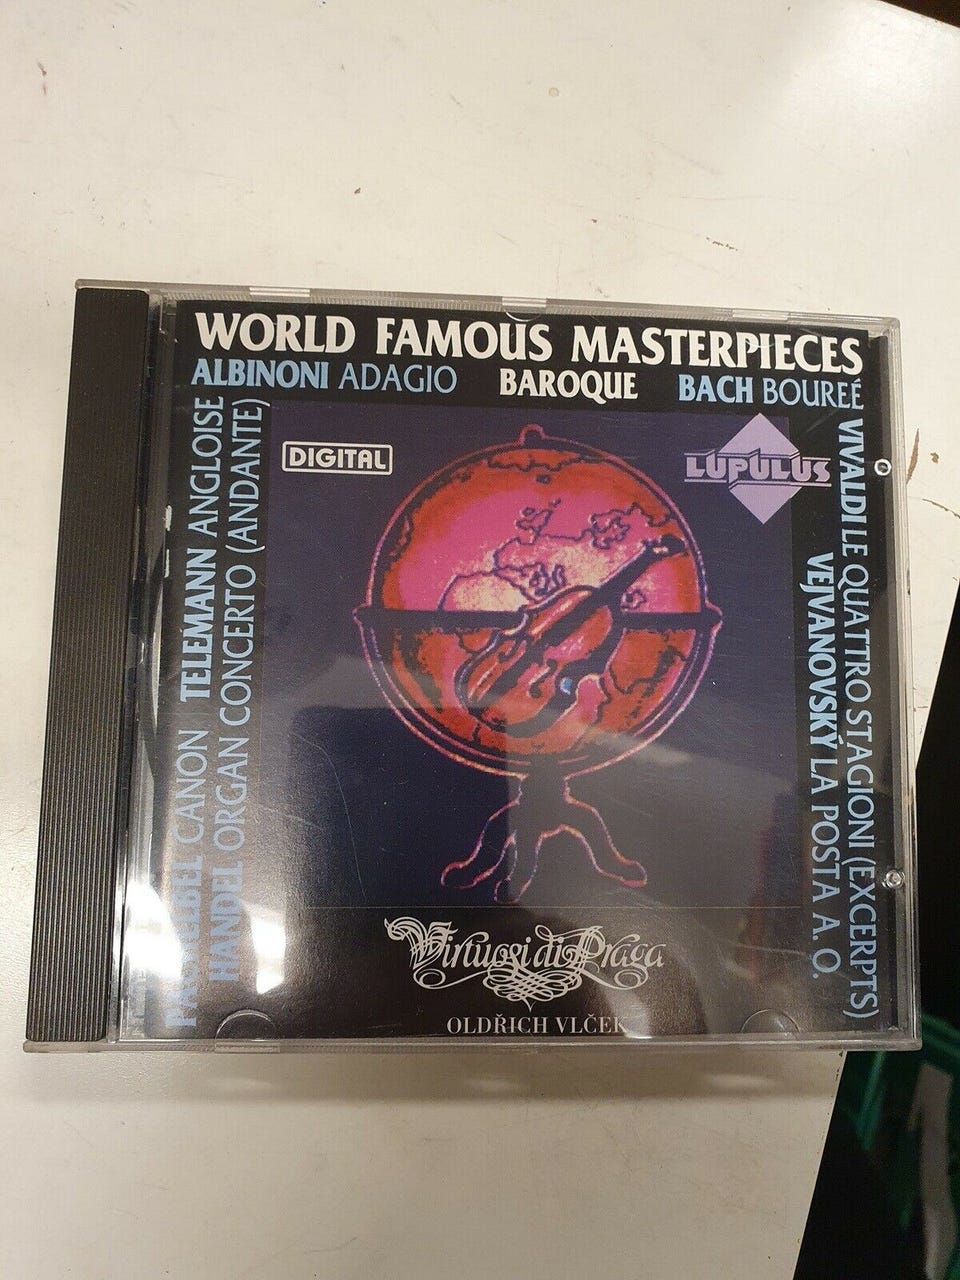 WORLD FAMOUS MASTERPIECES
ALBINONI ADAGIO BAROQUE BACH BOUREÉ
PACHELBEL CANON TELEMANN ANGLOISE
HANDEL ORGAN CONCERTO (ANDANTE)
DIGITAL
LUPULUS
VIVALDI LE QUATTRO STAGIONI (EXCERPTS)
VEJVANOVSKÝ LA POSTA A. O.
Virtuosi di Praga
OLDŘICH VLČEK